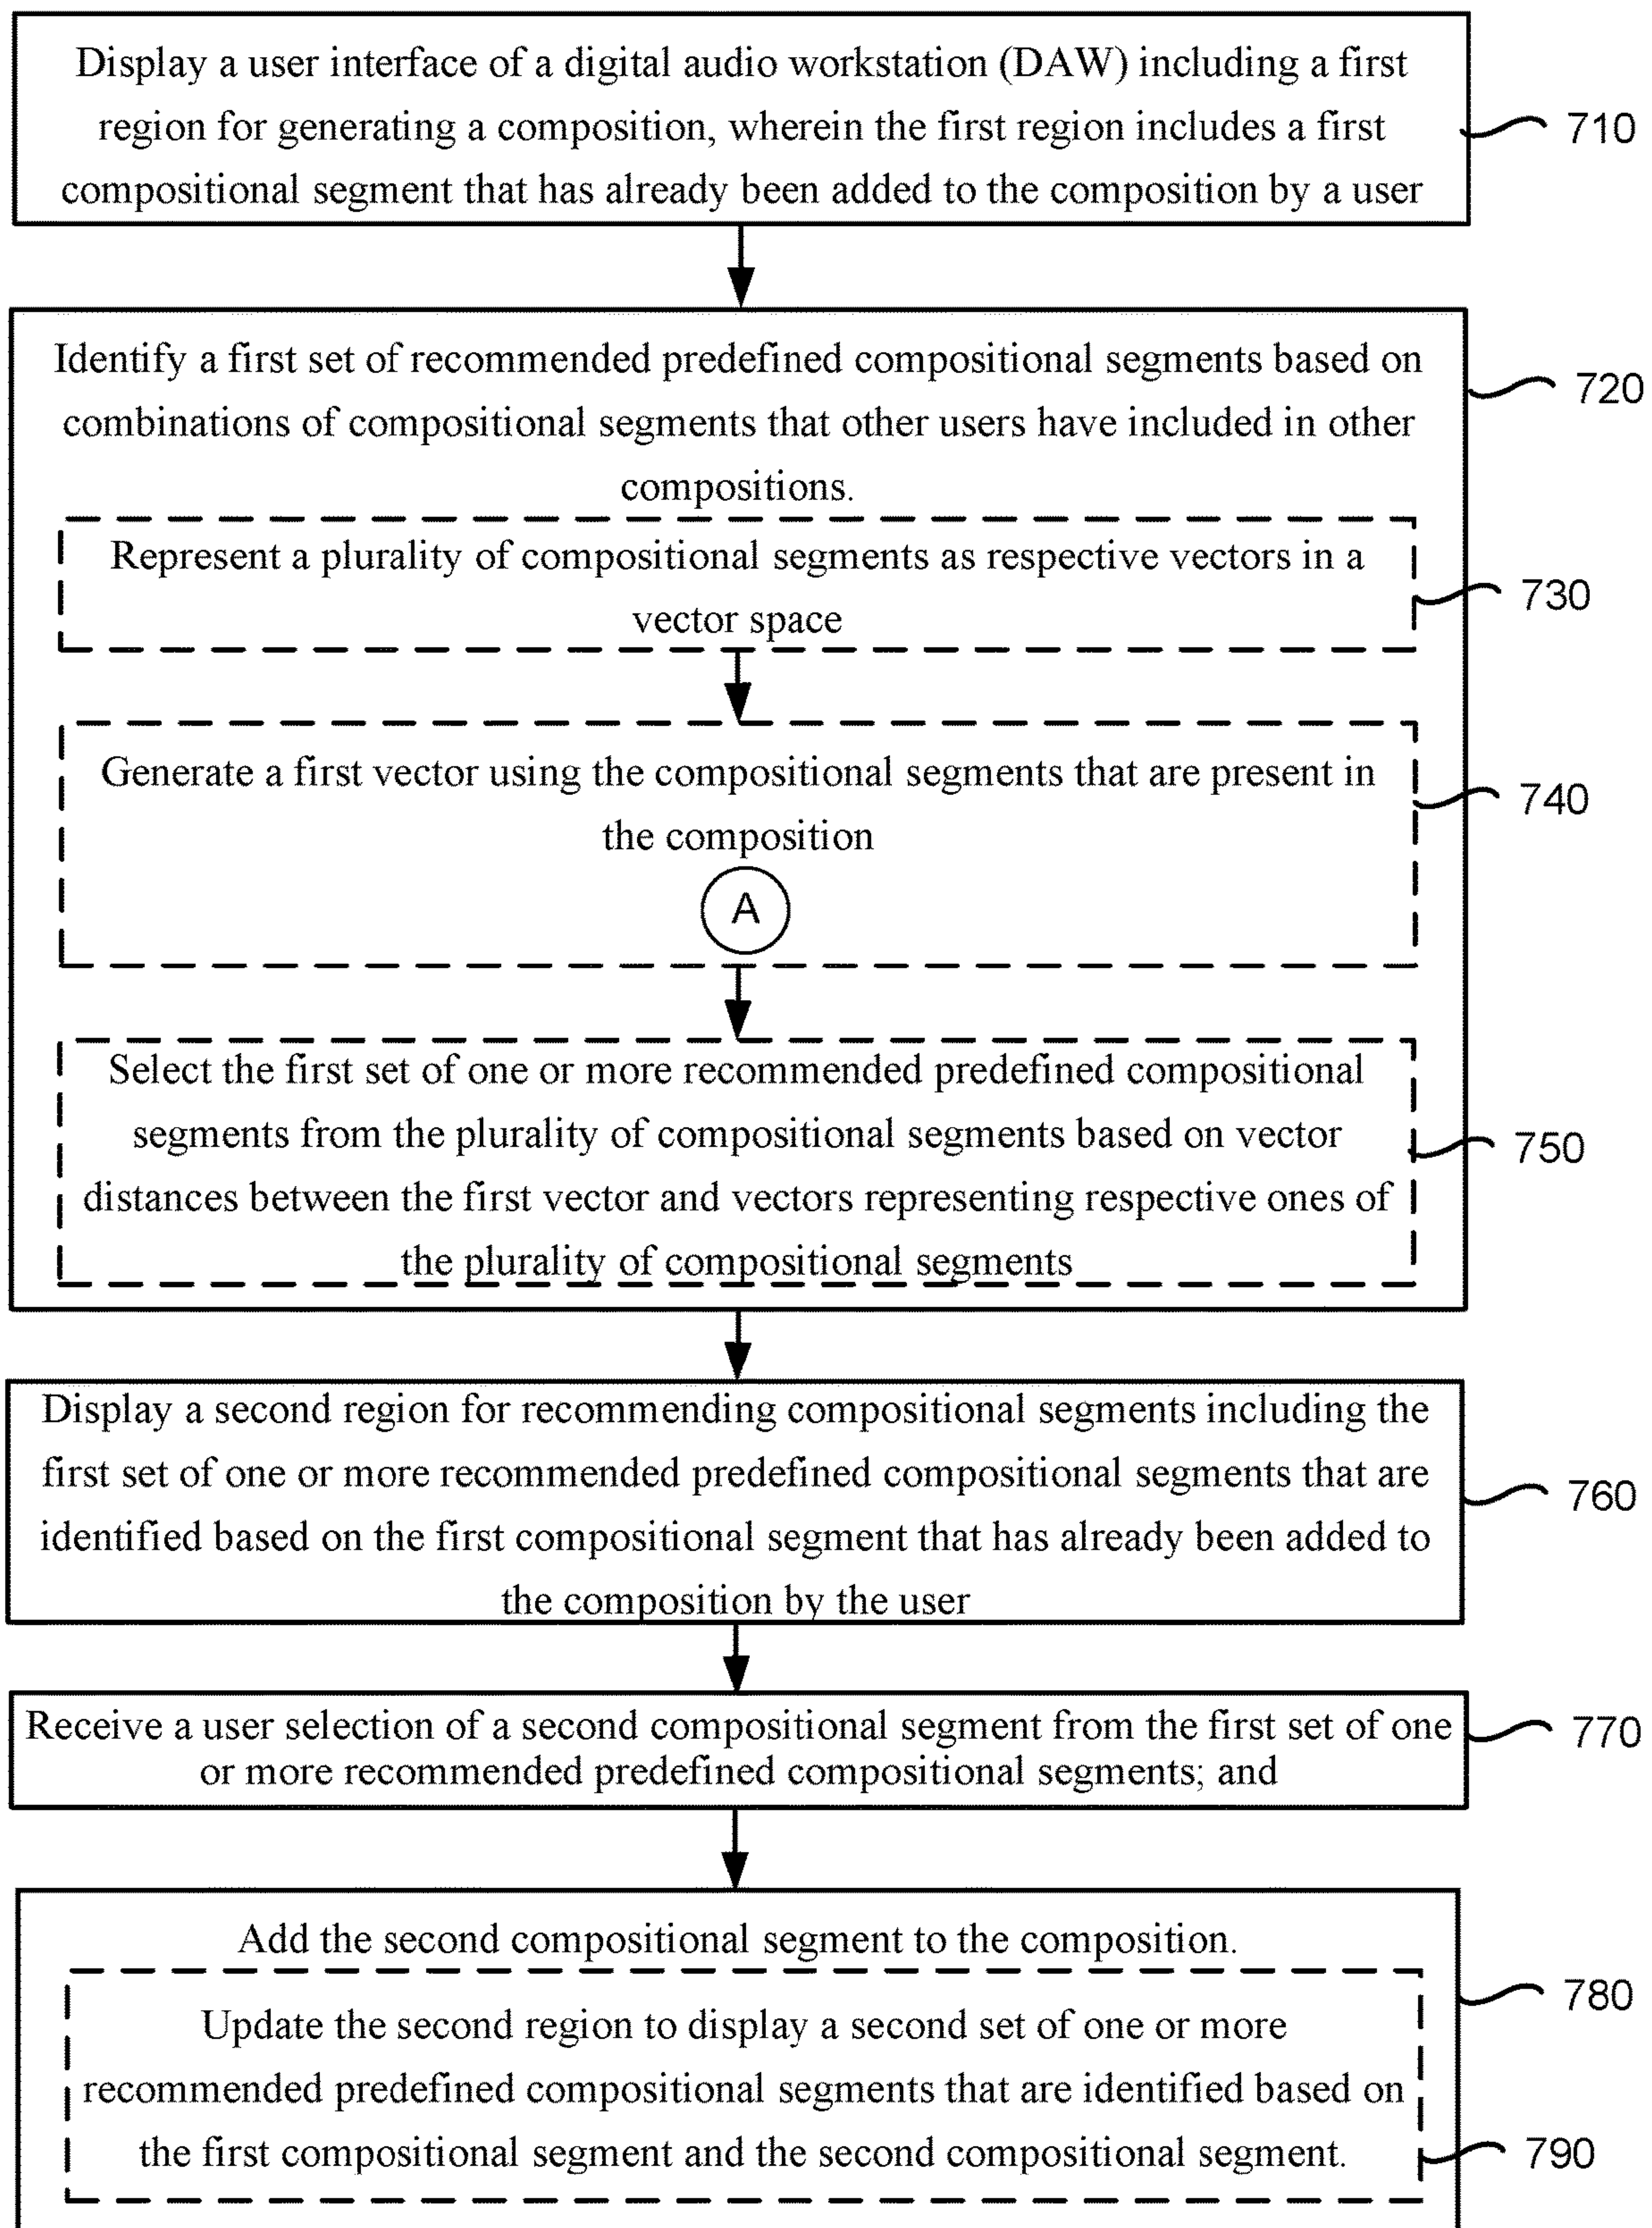 Display a user interface of a digital audio workstation (DAW) including a first
region for generating a composition, wherein the first region includes a first
compositional segment that has already been added to the composition by a user
710
Identify a first set of recommended predefined compositional segments based on
combinations of compositional segments that other users have included in other
compositions.
720
Represent a plurality of compositional segments as respective vectors in a
vector space
730
Generate a first vector using the compositional segments that are present in
the composition
A
740
Select the first set of one or more recommended predefined compositional
segments from the plurality of compositional segments based on vector
distances between the first vector and vectors representing respective ones of
the plurality of compositional segments
750
Display a second region for recommending compositional segments including the
first set of one or more recommended predefined compositional segments that are
identified based on the first compositional segment that has already been added to
the composition by the user
760
Receive a user selection of a second compositional segment from the first set of one
or more recommended predefined compositional segments; and
770
Add the second compositional segment to the composition.
780
Update the second region to display a second set of one or more
recommended predefined compositional segments that are identified based on
the first compositional segment and the second compositional segment.
790